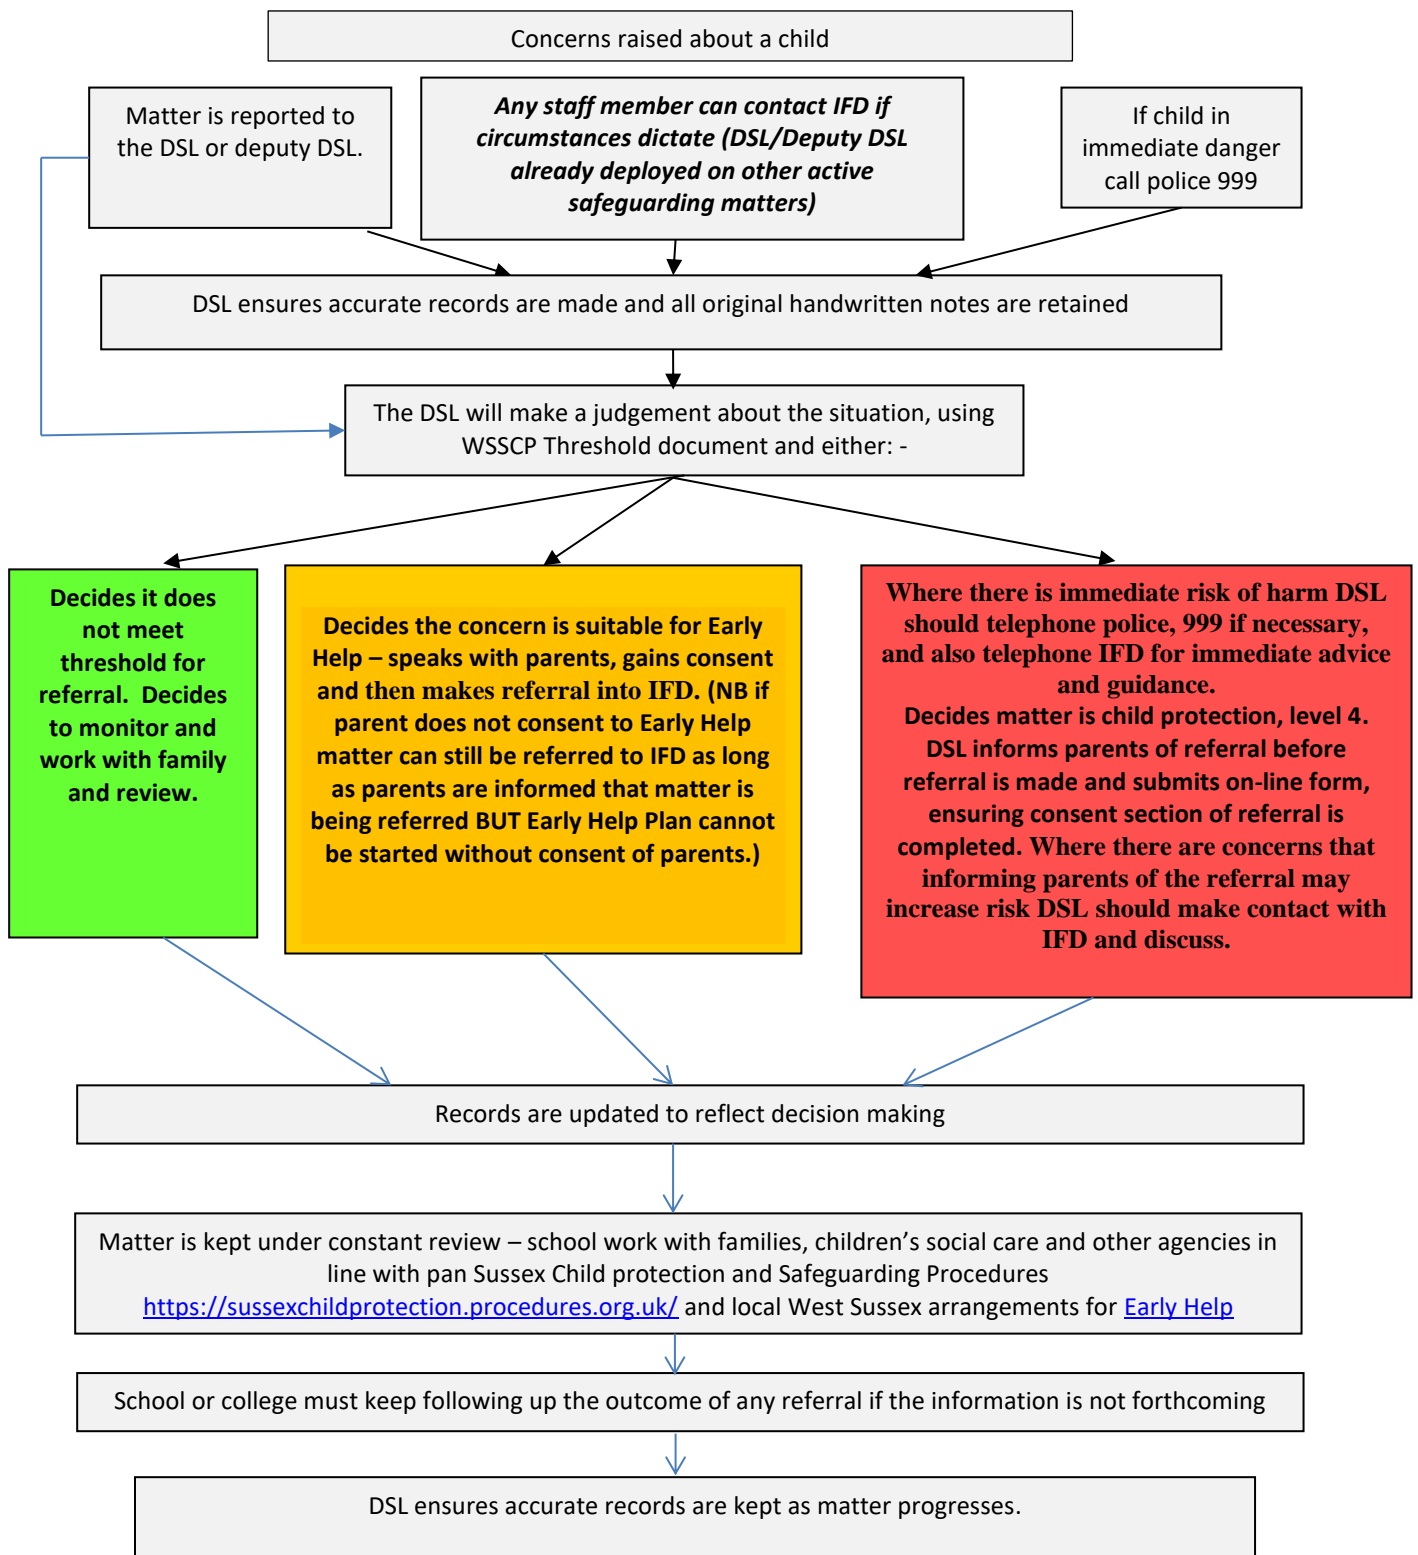 Concerns raised about a child
Matter is reported to
the DSL or deputy DSL.
Any staff member can contact IFD if
circumstances dictate (DSL/Deputy DSL
already deployed on other active
safeguarding matters)
If child in
immediate danger
call police 999
DSL ensures accurate records are made and all original handwritten notes are retained
The DSL will make a judgement about the situation, using
WSSCP Threshold document and either: -
Decides it does
not meet
threshold for
referral.  Decides
to monitor and
work with family
and review.
Decides the concern is suitable for Early
Help – speaks with parents, gains consent
and then makes referral into IFD. (NB if
parent does not consent to Early Help
matter can still be referred to IFD as long
as parents are informed that matter is
being referred BUT Early Help Plan cannot
be started without consent of parents.)
Where there is immediate risk of harm DSL
should telephone police, 999 if necessary,
and also telephone IFD for immediate advice
and guidance.
Decides matter is child protection, level 4.
DSL informs parents of referral before
referral is made and submits on-line form,
ensuring consent section of referral is
completed. Where there are concerns that
informing parents of the referral may
increase risk DSL should make contact with
IFD and discuss.
Records are updated to reflect decision making
Matter is kept under constant review – school work with families, children’s social care and other agencies in
line with pan Sussex Child protection and Safeguarding Procedures
https://sussexchildprotection.procedures.org.uk/ and local West Sussex arrangements for Early Help
School or college must keep following up the outcome of any referral if the information is not forthcoming
DSL ensures accurate records are kept as matter progresses.